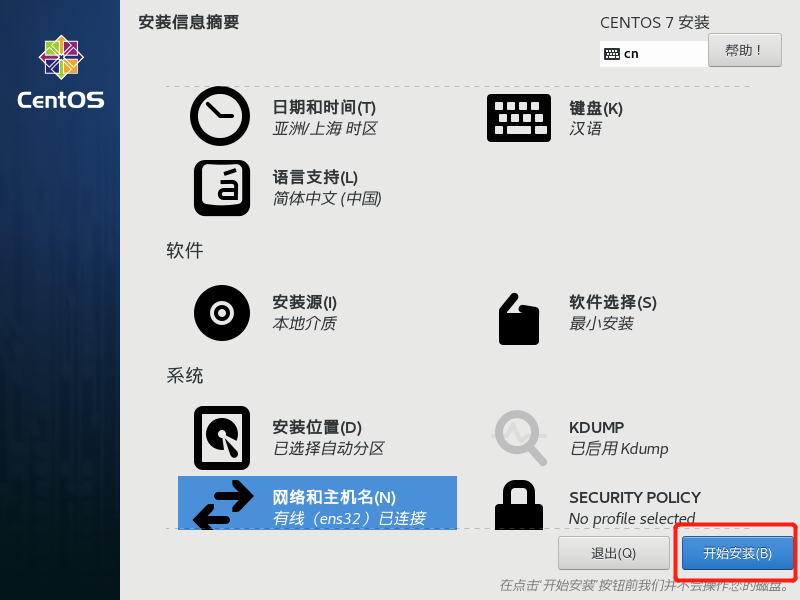 安装信息摘要
CENTOS 7 安装
cn
帮助！
CentOS
日期和时间(T)
亚洲/上海 时区
键盘(K)
汉语
á
语言支持(L)
简体中文 (中国)
软件
安装源(I)
本地介质
软件选择(S)
最小安装
系统
安装位置(D)
已选择自动分区
KDUMP
已启用 Kdump
网络和主机名(N)
有线（ens32）已连接
SECURITY POLICY
No profile selected
退出(Q)
开始安装(B)
在点击'开始安装'按钮前我们并不会操作您的磁盘。